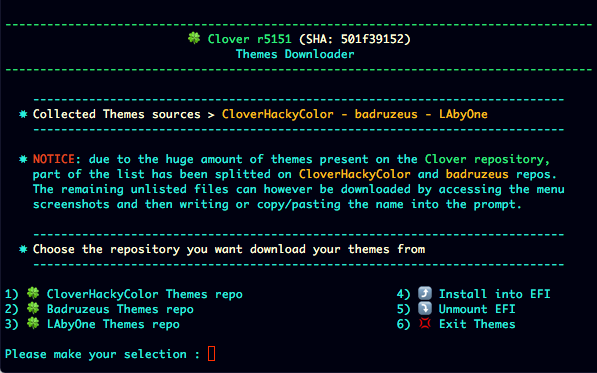 Clover r5151 (SHA: 501f39152)
Themes Downloader
Collected Themes sources > CloverHackyColor - badruzeus - LAbyOne
NOTICE: due to the huge amount of themes present on the Clover repository,
part of the list has been splitted on CloverHackyColor and badruzeus repos.
The remaining unlisted files can however be downloaded by accessing the menu
screenshots and then writing or copy/pasting the name into the prompt.
Choose the repository you want download your themes from
1) CloverHackyColor Themes repo
2) Badruzeus Themes repo
3) LAbyOne Themes repo
4) Install into EFI
5) Unmount EFI
6) Exit Themes
Please make your selection :